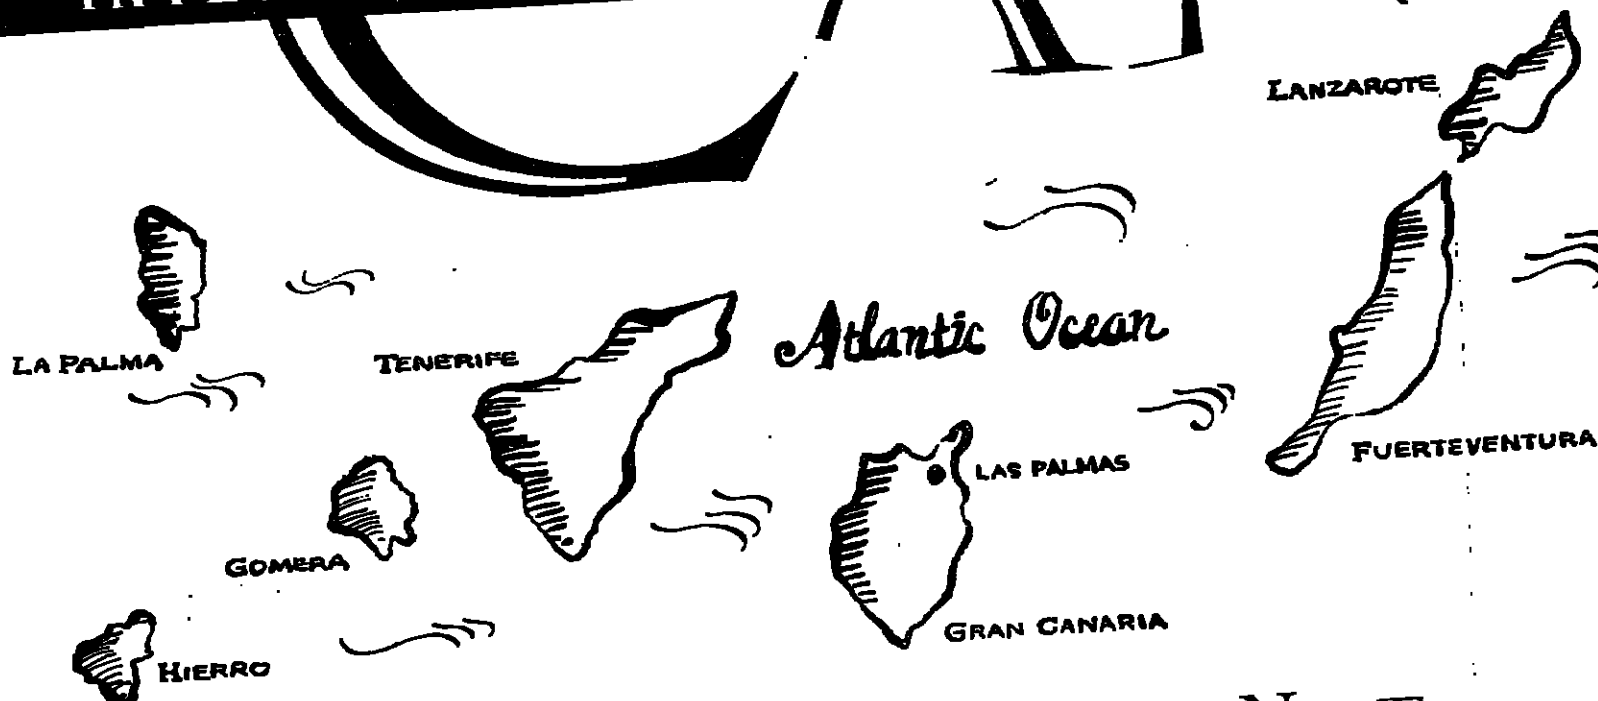 LANZAROTE
LA PALMA
TENERIFE
Atlantic Ocean
FUERTEVENTURA
LAS PALMAS
GOMERA
GRAN CANARIA
HIERRO